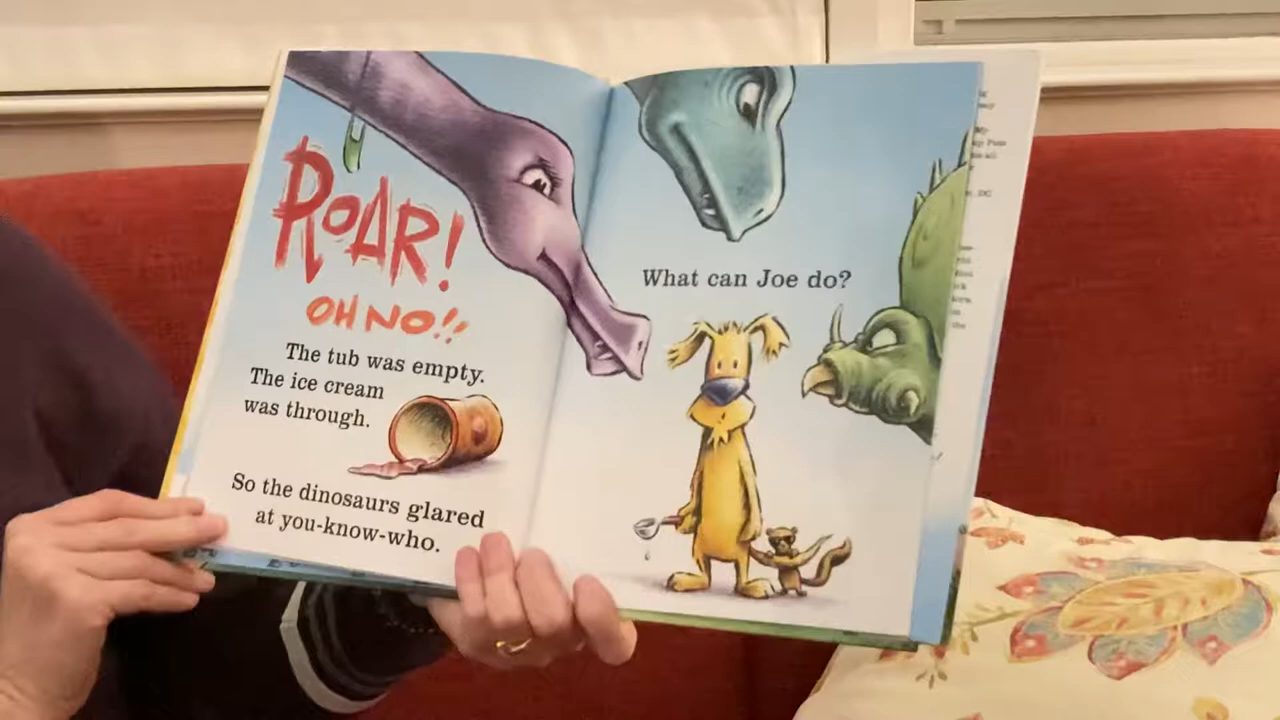 ROAR!
OH NO!!
The tub was empty.
The ice cream
was through.
So the dinosaurs glared
at you-know-who.
What can Joe do?